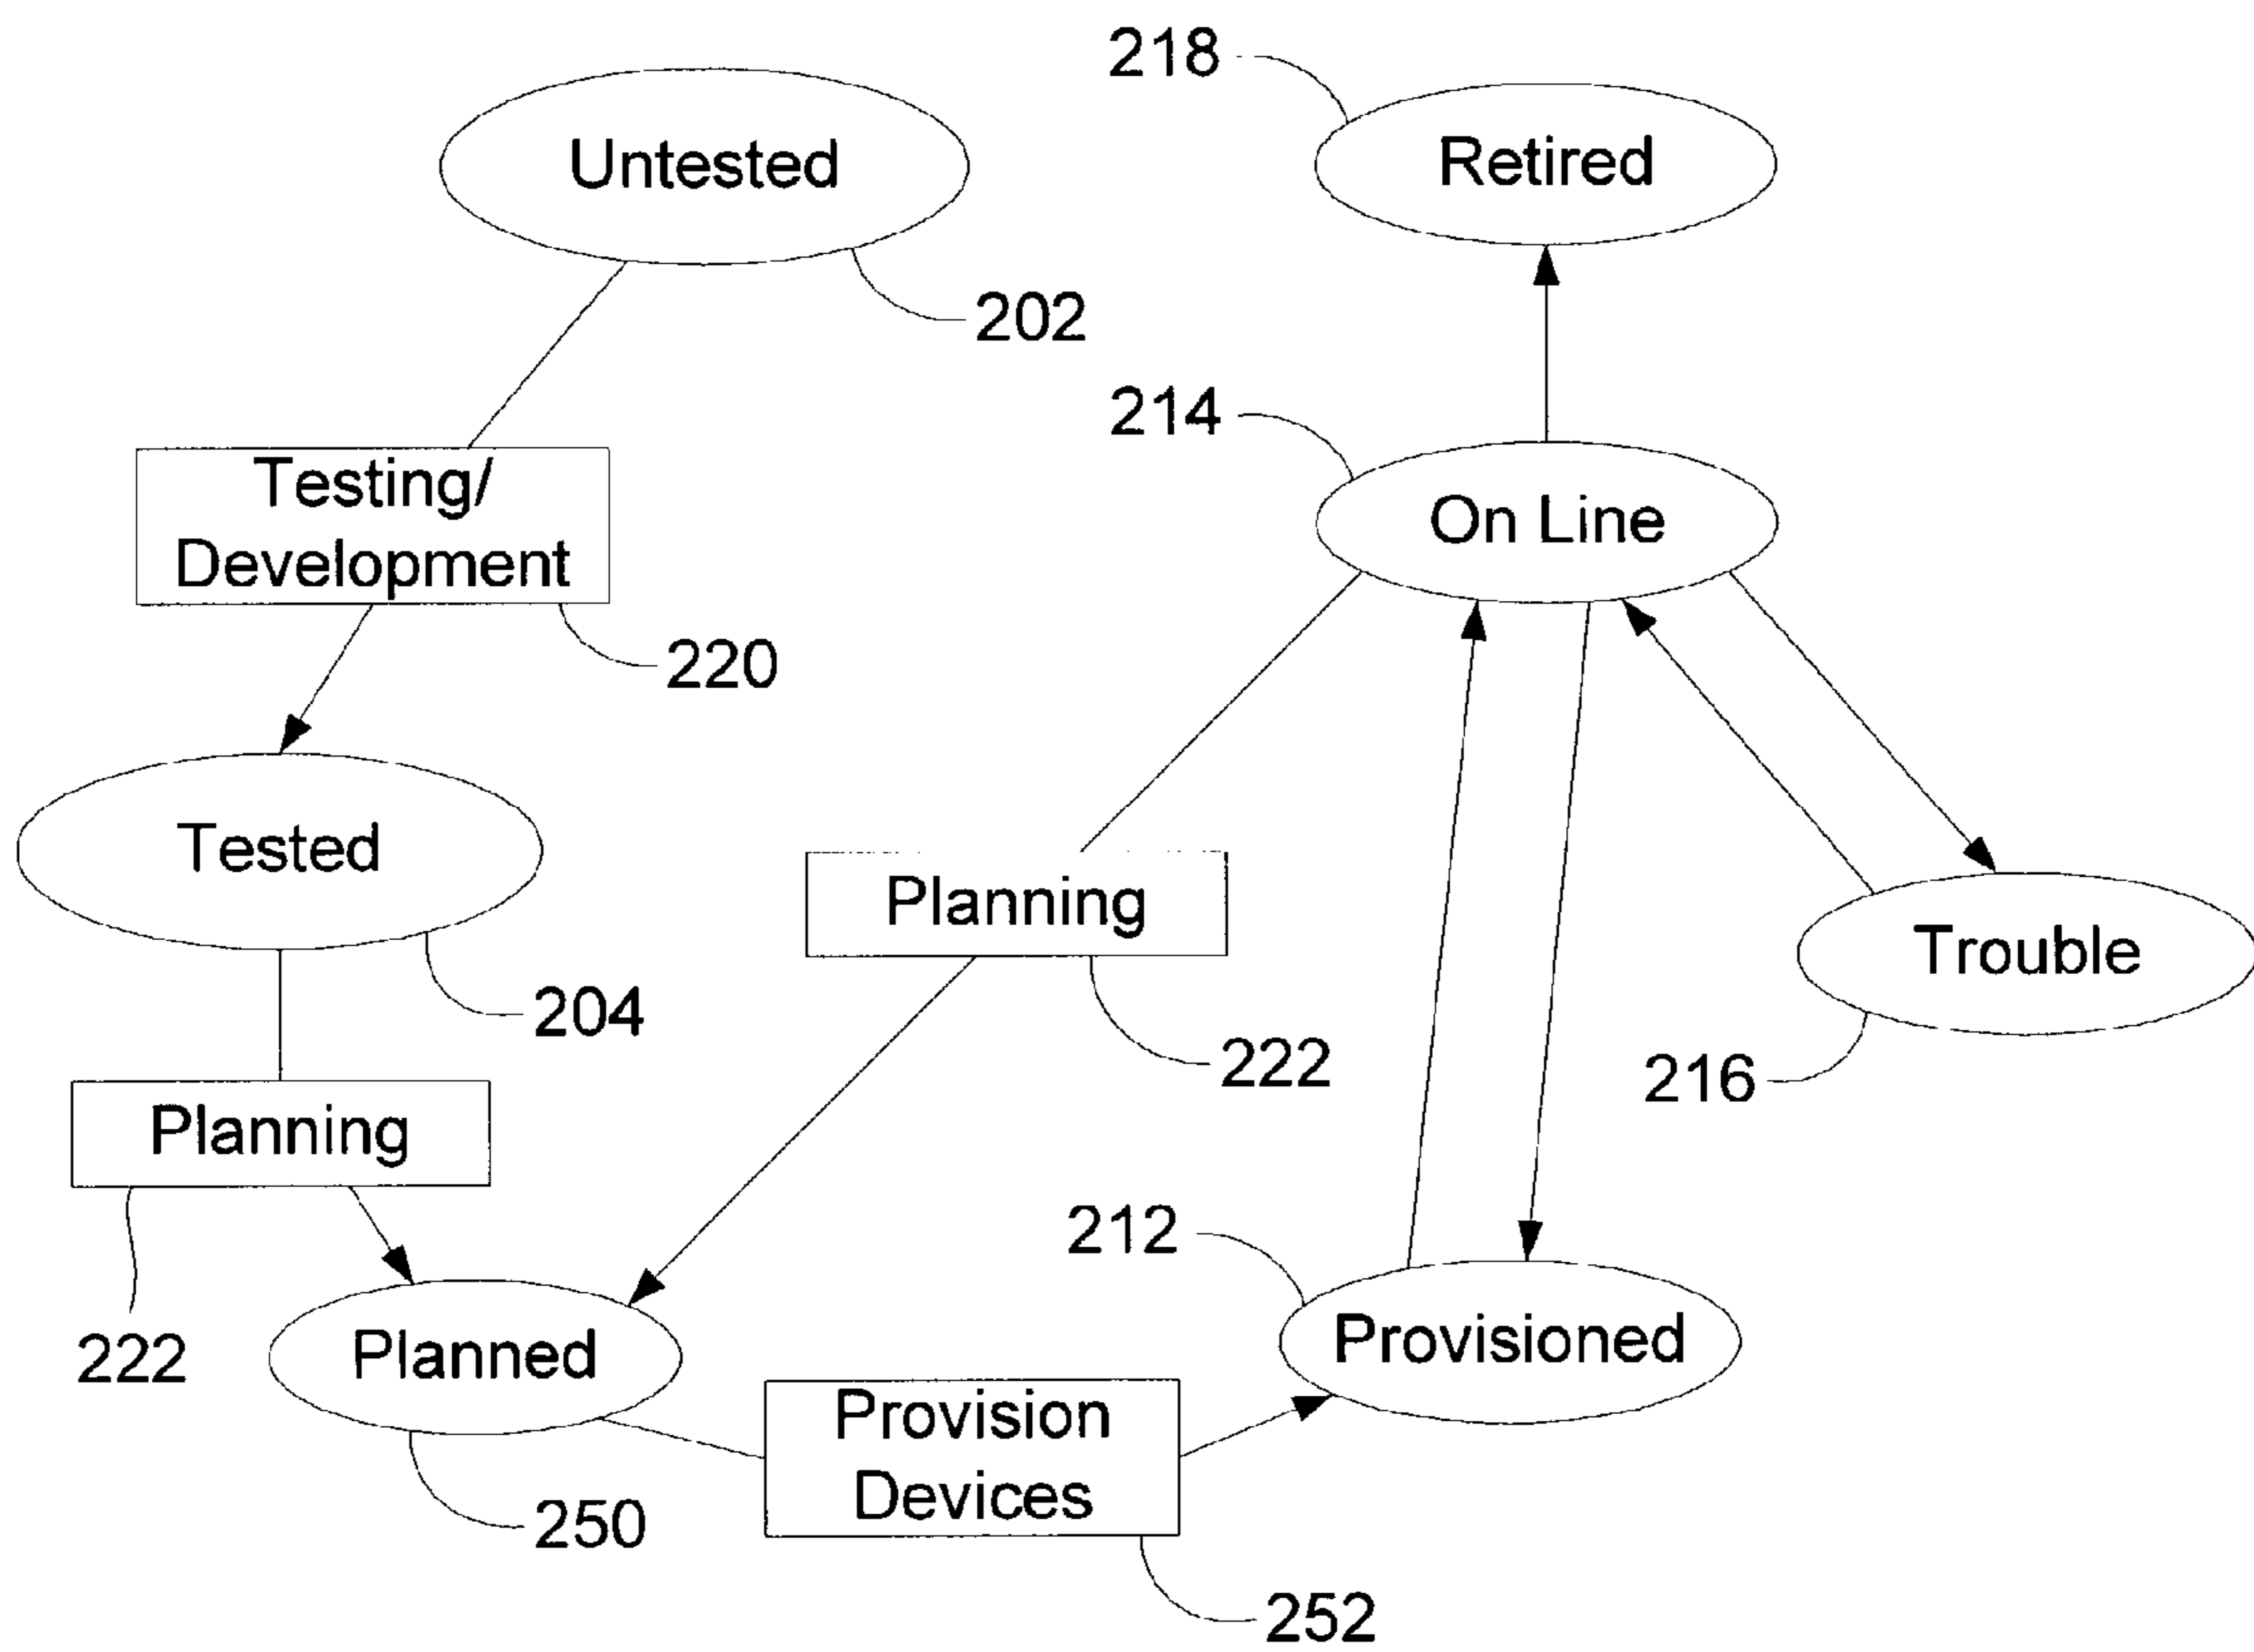 218
Untested
Retired
202
214
Testing/
Development
On Line
220
Tested
Planning
Trouble
204
222
216
Planning
212
222
Planned
Provisioned
Provision
Devices
250
252